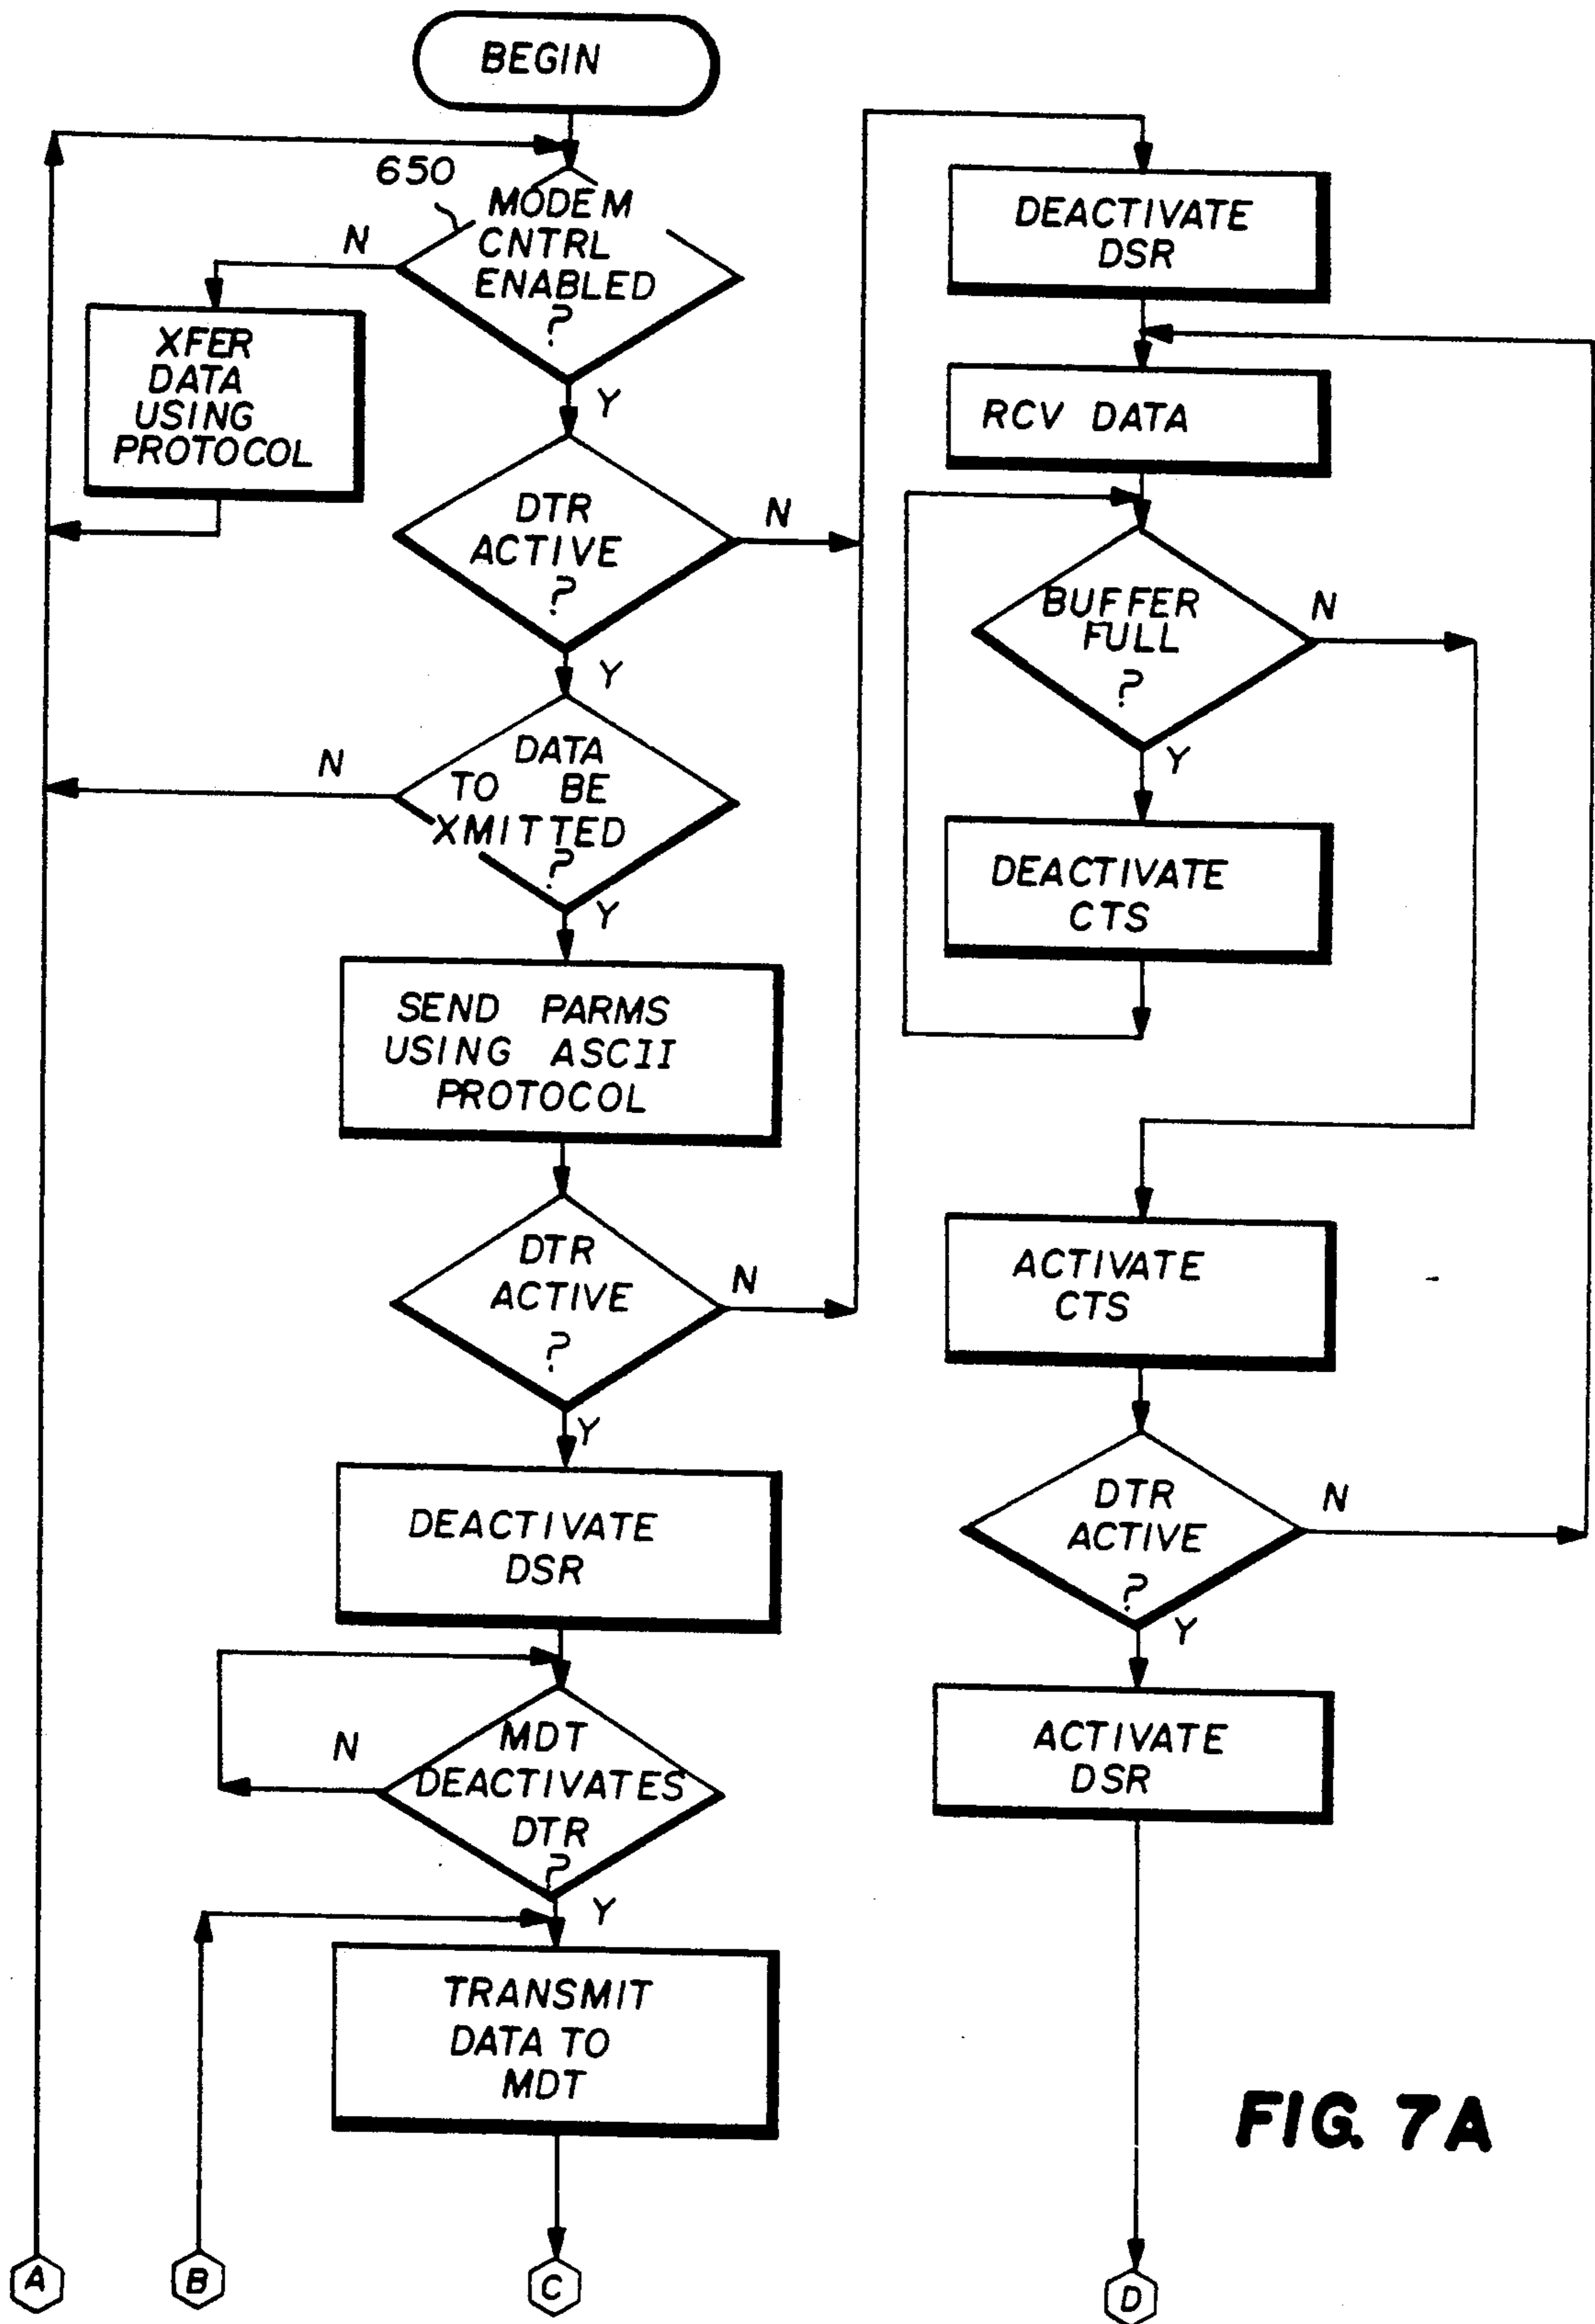 BEGIN
650
MODEM
CNTRL
ENABLED
?
N
Y
XFER
DATA
USING
PROTOCOL
DTR
ACTIVE
?
N
Y
DATA
TO BE
XMITTED
?
N
Y
SEND PARMS
USING ASCII
PROTOCOL
DTR
ACTIVE
?
N
Y
DEACTIVATE
DSR
MDT
DEACTIVATES
DTR
?
N
Y
TRANSMIT
DATA TO
MDT
A
B
C
DEACTIVATE
DSR
RCV DATA
BUFFER
FULL
?
N
Y
DEACTIVATE
CTS
ACTIVATE
CTS
DTR
ACTIVE
?
N
Y
ACTIVATE
DSR
D
FIG. 7A